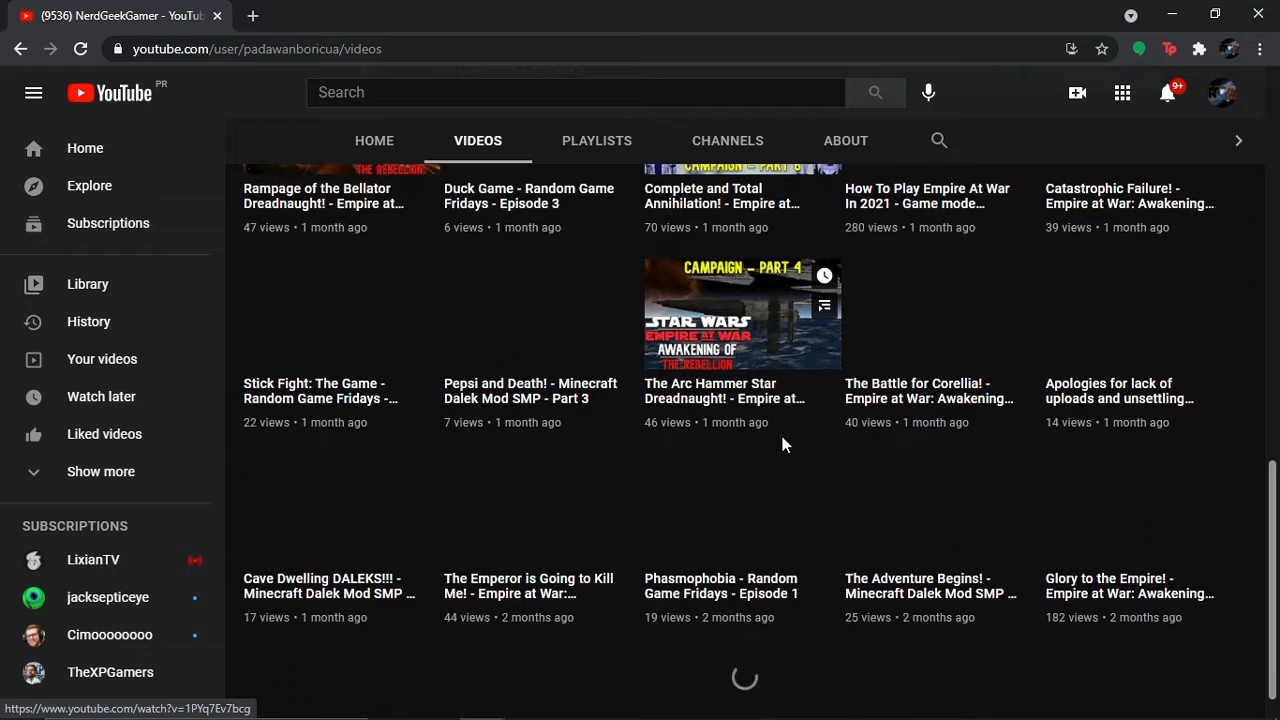 (9536) NerdGeekGamer - YouTub
youtube.com/user/padawanboricua/videos
YouTube PR
Search
9+
HOME VIDEOS PLAYLISTS CHANNELS ABOUT
Home
Explore
Subscriptions
Library
History
Your videos
Watch later
Liked videos
Show more
SUBSCRIPTIONS
LixianTV
jacksepticeye
Cimooooooo
TheXPGamers
THE REBELLION
Rampage of the Bellator
Dreadnaught! - Empire at...
47 views • 1 month ago
Duck Game - Random Game
Fridays - Episode 3
6 views • 1 month ago
Complete and Total
Annihilation! - Empire at...
70 views • 1 month ago
How To Play Empire At War
In 2021 - Game mode...
280 views • 1 month ago
Catastrophic Failure! -
Empire at War: Awakening...
39 views • 1 month ago
Stick Fight: The Game -
Random Game Fridays -...
22 views • 1 month ago
Pepsi and Death! - Minecraft
Dalek Mod SMP - Part 3
7 views • 1 month ago
CAMPAIGN – PART 4
STAR WARS
EMPIRE AT WAR
AWAKENING OF
THE REBELLION
The Arc Hammer Star
Dreadnaught! - Empire at...
46 views • 1 month ago
The Battle for Corellia! -
Empire at War: Awakening...
40 views • 1 month ago
Apologies for lack of
uploads and unsettling...
14 views • 1 month ago
Cave Dwelling DALEKS!!! -
Minecraft Dalek Mod SMP ...
17 views • 1 month ago
The Emperor is Going to Kill
Me! - Empire at War:...
44 views • 2 months ago
Phasmophobia - Random
Game Fridays - Episode 1
19 views • 2 months ago
The Adventure Begins! -
Minecraft Dalek Mod SMP ...
25 views • 2 months ago
Glory to the Empire! -
Empire at War: Awakening...
182 views • 2 months ago
https://www.youtube.com/watch?v=1PYq7Ev7bcg